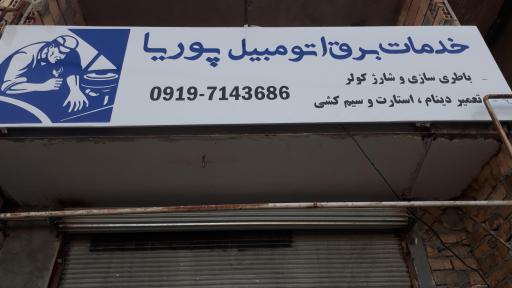 خدمات برق اتومبیل پوریا
باطری سازی و شارژ کولر
تعمیر دینام ، استارت و سیم کشی
0919-7143686